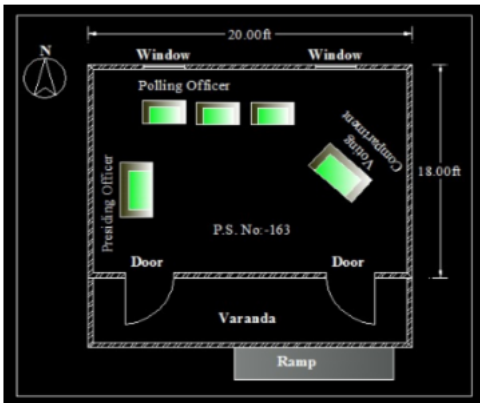 20.00ft
N
Window
Window
Polling Officer
Voting
Compartment
18.00ft
Presiding Officer
P.S. No:-163
Door
Door
Varanda
Ramp